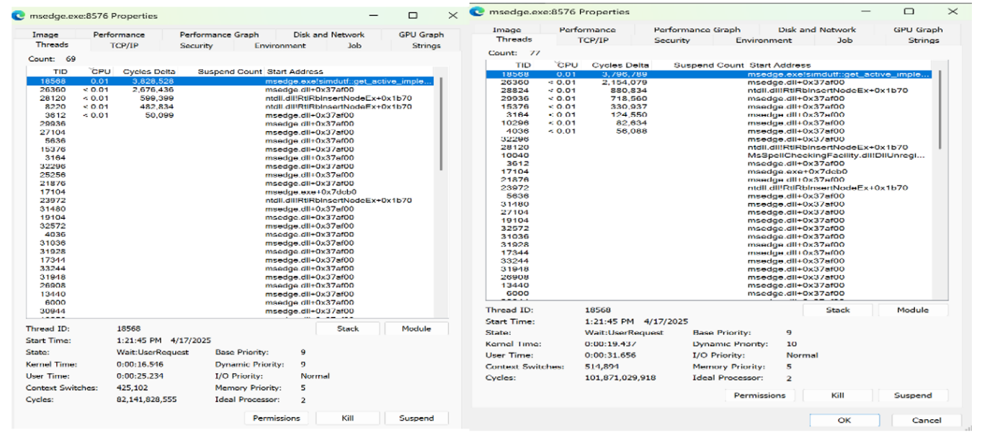 msedge.exe:8576 Properties
Image Performance Performance Graph Disk and Network GPU Graph
Threads TCP/IP Security Environment Job Strings
Count: 69
TID CPU Cycles Delta Suspend Count Start Address
18568 0.01 3,828,528 msedge.exe!simdutf::get_active_imple...
26360 < 0.01 2,676,436 msedge.dll+0x37af00
28120 < 0.01 599,399 ntdll.dll!RtlRbInsertNodeEx+0x1b70
8220 < 0.01 482,834 ntdll.dll!RtlRbInsertNodeEx+0x1b70
3612 < 0.01 50,099 msedge.dll+0x37af00
29936 msedge.dll+0x37af00
27104 msedge.dll+0x37af00
5636 msedge.dll+0x37af00
15376 msedge.dll+0x37af00
3164 msedge.dll+0x37af00
32296 msedge.dll+0x37af00
25256 msedge.dll+0x37af00
21876 msedge.dll+0x37af00
17104 msedge.exe+0x7dcb0
23972 ntdll.dll!RtlRbInsertNodeEx+0x1b70
31480 msedge.dll+0x37af00
19104 msedge.dll+0x37af00
32572 msedge.dll+0x37af00
4036 msedge.dll+0x37af00
31036 msedge.dll+0x37af00
31928 msedge.dll+0x37af00
17344 msedge.dll+0x37af00
33244 msedge.dll+0x37af00
31948 msedge.dll+0x37af00
26908 msedge.dll+0x37af00
13440 msedge.dll+0x37af00
6000 msedge.dll+0x37af00
30944 msedge.dll+0x37af00
Thread ID: 18568 Stack Module
Start Time: 1:21:45 PM 4/17/2025
State: Wait:UserRequest Base Priority: 9
Kernel Time: 0:00:16.546 Dynamic Priority: 9
User Time: 0:00:25.234 I/O Priority: Normal
Context Switches: 425,102 Memory Priority: 5
Cycles: 82,141,828,555 Ideal Processor: 2
Permissions Kill Suspend
msedge.exe:8576 Properties
Image Performance Performance Graph Disk and Network GPU Graph
Threads TCP/IP Security Environment Job Strings
Count: 77
TID CPU Cycles Delta Suspend Count Start Address
18568 0.01 3,796,789 msedge.exe!simdutf::get_active_imple...
26360 < 0.01 2,154,079 msedge.dll+0x37af00
28824 < 0.01 880,834 ntdll.dll!RtlRbInsertNodeEx+0x1b70
29936 < 0.01 718,560 msedge.dll+0x37af00
15376 < 0.01 330,937 msedge.dll+0x37af00
3164 < 0.01 124,550 msedge.dll+0x37af00
10296 < 0.01 82,634 msedge.dll+0x37af00
4036 < 0.01 56,088 msedge.dll+0x37af00
32296 msedge.dll+0x37af00
28120 ntdll.dll!RtlRbInsertNodeEx+0x1b70
10040 MsSpellCheckingFacility.dll!DllUnregi...
3612 msedge.dll+0x37af00
17104 msedge.exe+0x7dcb0
21876 msedge.dll+0x37af00
23972 ntdll.dll!RtlRbInsertNodeEx+0x1b70
5636 msedge.dll+0x37af00
31480 msedge.dll+0x37af00
27104 msedge.dll+0x37af00
19104 msedge.dll+0x37af00
32572 msedge.dll+0x37af00
31036 msedge.dll+0x37af00
31928 msedge.dll+0x37af00
17344 msedge.dll+0x37af00
33244 msedge.dll+0x37af00
31948 msedge.dll+0x37af00
26908 msedge.dll+0x37af00
13440 msedge.dll+0x37af00
6000 msedge.dll+0x37af00
Thread ID: 18568 Stack Module
Start Time: 1:21:45 PM 4/17/2025
State: Wait:UserRequest Base Priority: 9
Kernel Time: 0:00:19.437 Dynamic Priority: 10
User Time: 0:00:31.656 I/O Priority: Normal
Context Switches: 514,894 Memory Priority: 5
Cycles: 101,871,029,918 Ideal Processor: 2
Permissions Kill Suspend
OK Cancel